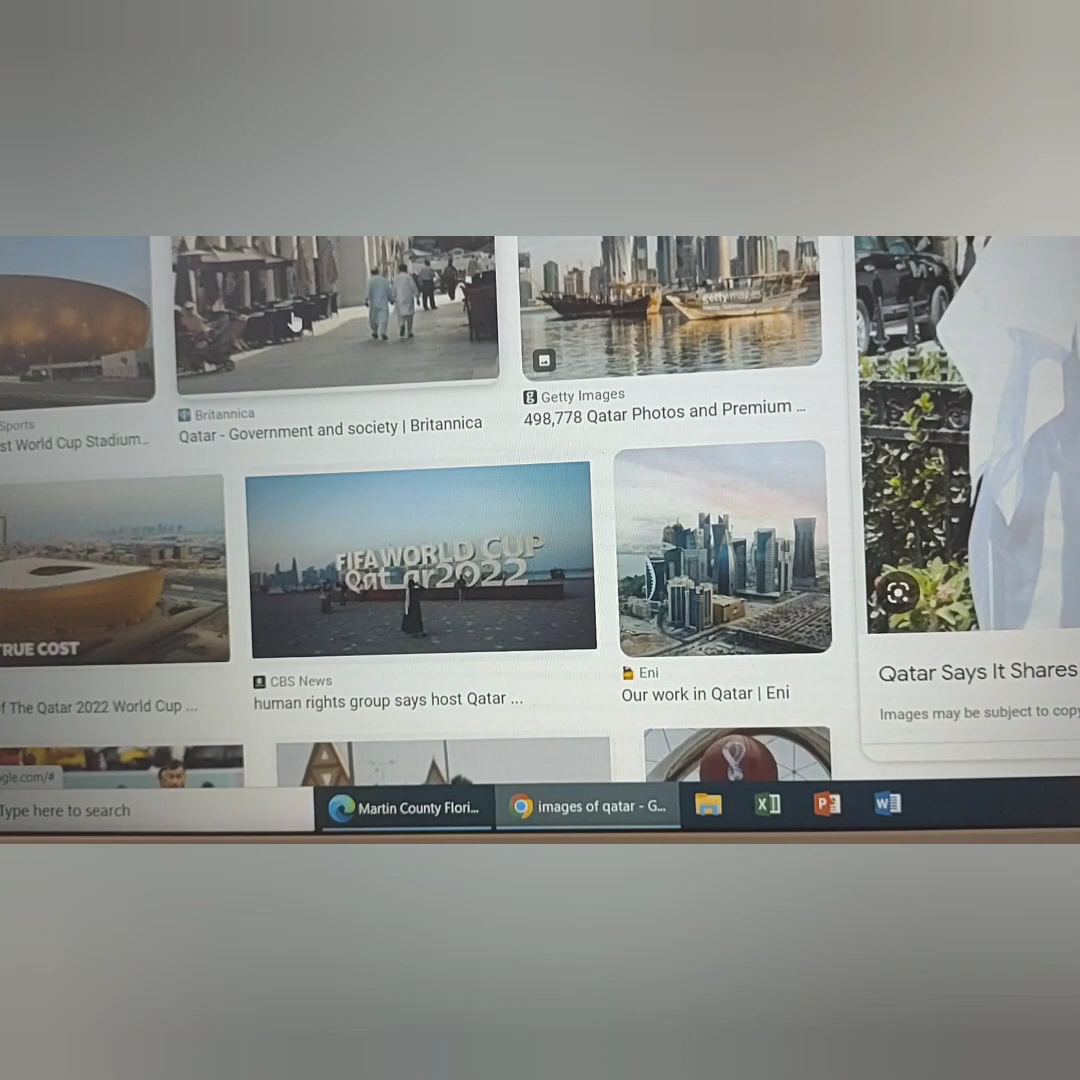 gettyimages
Sports
st World Cup Stadium...
Britannica
Qatar - Government and society | Britannica
Getty Images
498,778 Qatar Photos and Premium ...
TRUE COST
f The Qatar 2022 World Cup ...
FIFA WORLD CUP
Qatar2022
CBS News
human rights group says host Qatar ...
Eni
Our work in Qatar | Eni
Qatar Says It Shares
Images may be subject to copy
gle.com/#
Type here to search
Martin County Flori...
images of qatar - G...
X
P
W